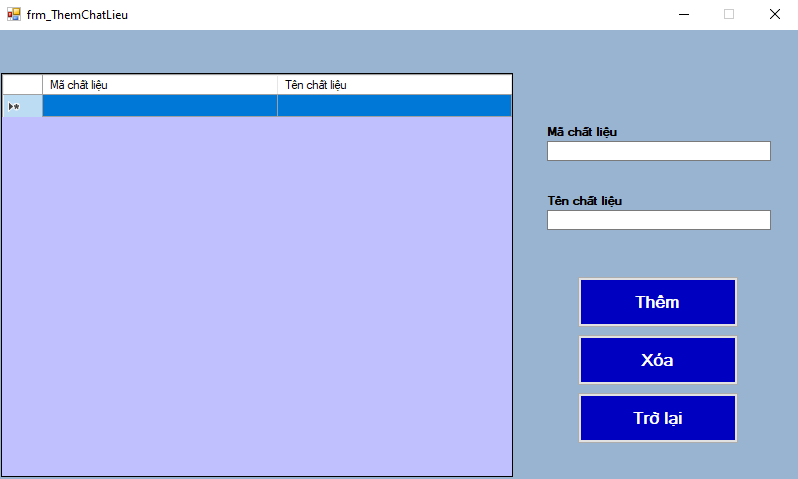 frm_ThemChatLieu
Mã chất liệu Tên chất liệu
Mã chất liệu
Tên chất liệu
Thêm
Xóa
Trở lại